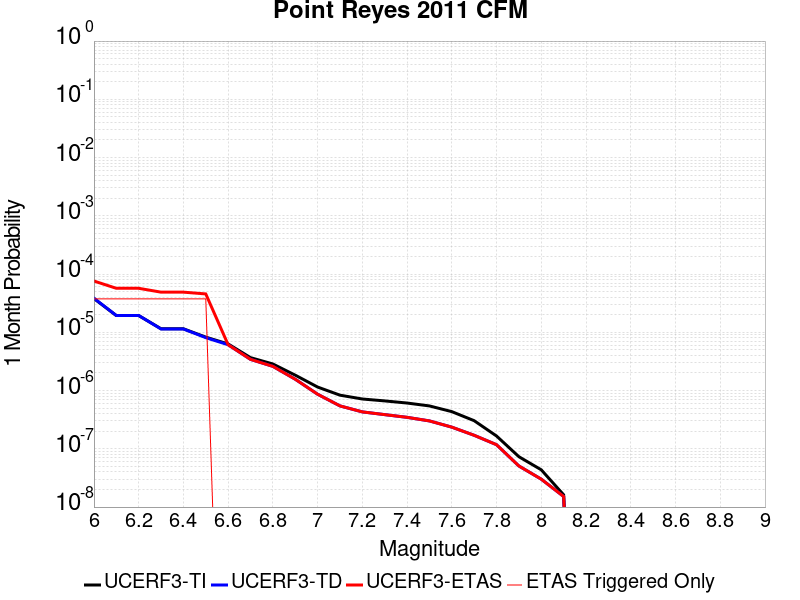 Point Reyes 2011 CFM
10 0
10 -1
10 -2
10 -3
10 -4
10 -5
10 -6
10 -7
10 -8
1 Month Probability
6 6.2 6.4 6.6 6.8 7 7.2 7.4 7.6 7.8 8 8.2 8.4 8.6 8.8 9
Magnitude
UCERF3-TI UCERF3-TD UCERF3-ETAS ETAS Triggered Only